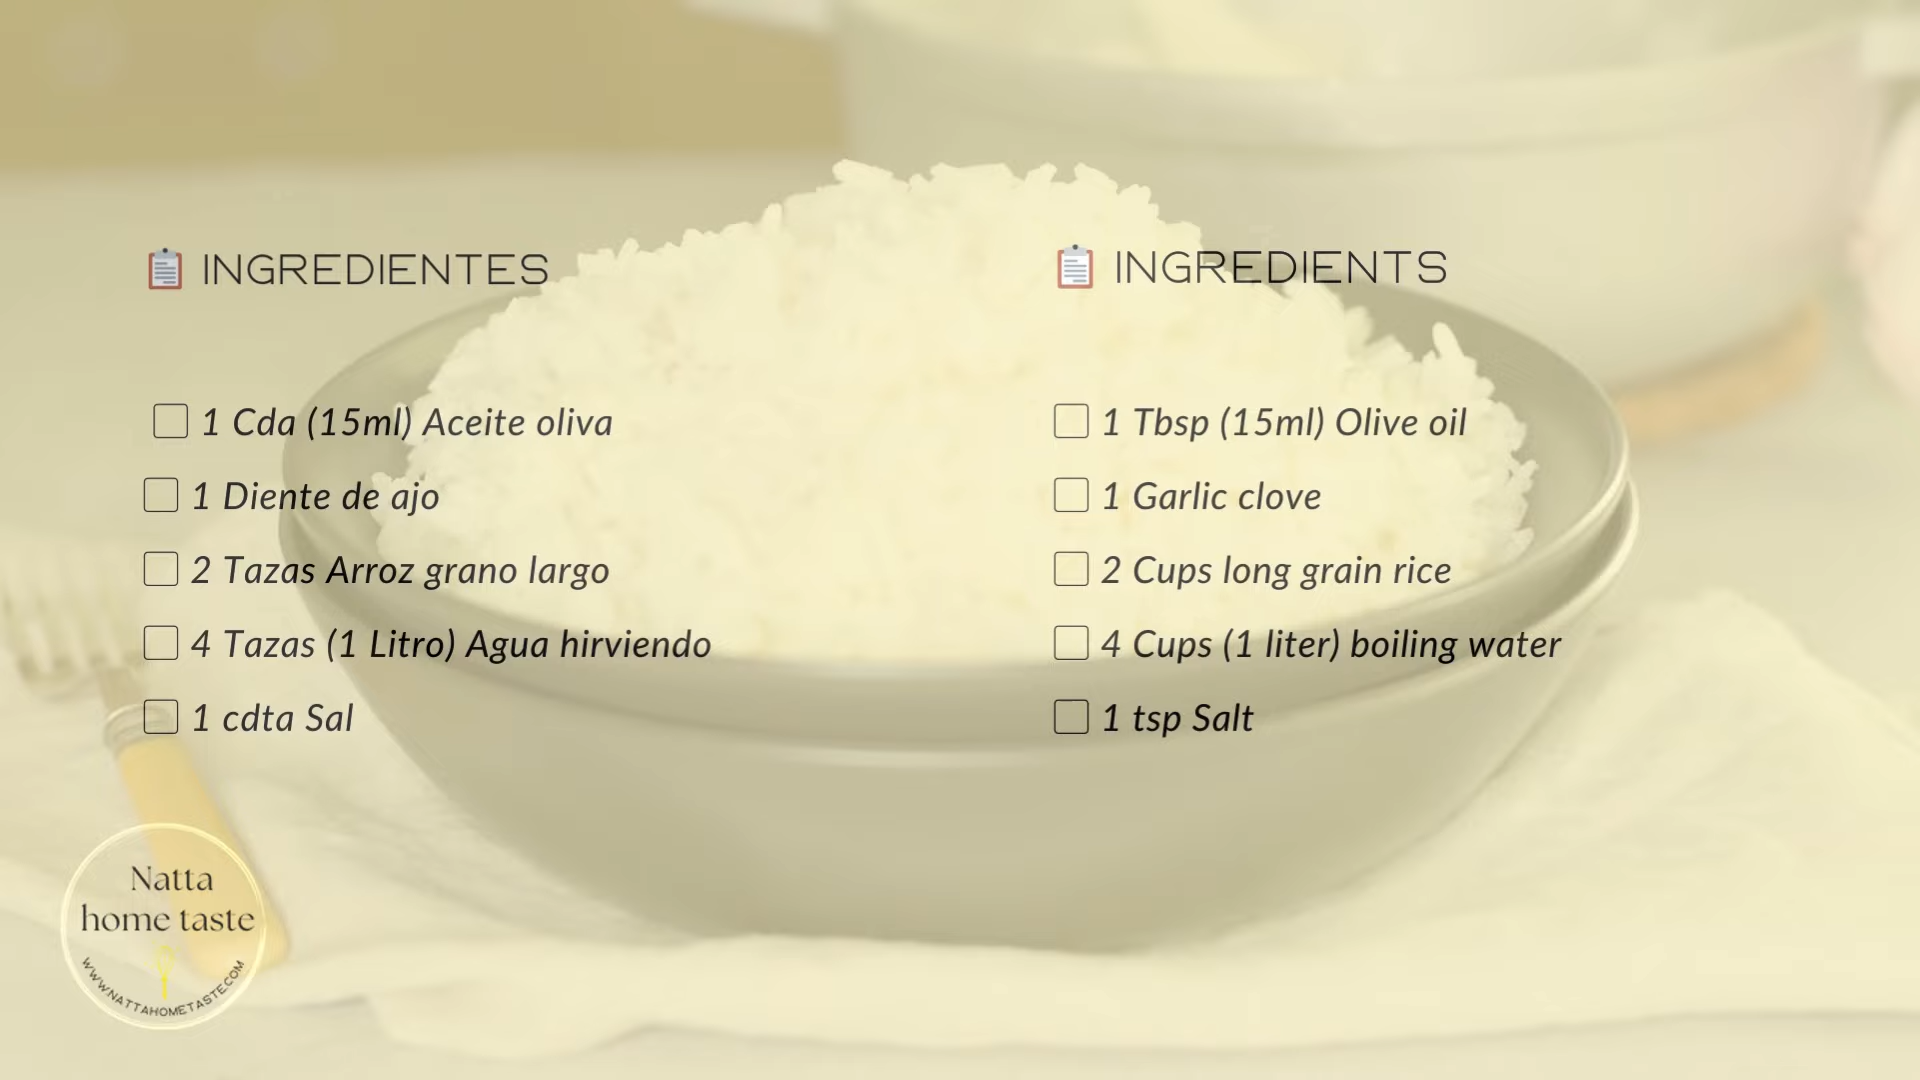 INGREDIENTES
1 Cda (15ml) Aceite oliva
1 Diente de ajo
2 Tazas Arroz grano largo
4 Tazas (1 Litro) Agua hirviendo
1 cdta Sal
INGREDIENTS
1 Tbsp (15ml) Olive oil
1 Garlic clove
2 Cups long grain rice
4 Cups (1 liter) boiling water
1 tsp Salt
Natta
home taste
WWW.NATTAHOMETASTE.COM